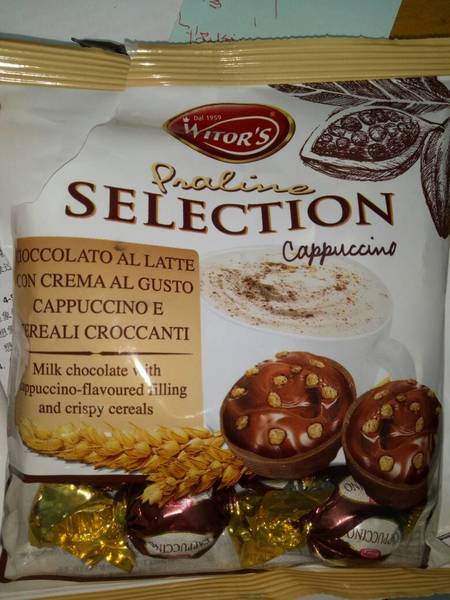 Dal 1959
WITOR'S
Praline
SELECTION
Cappuccino
CIOCCOLATO AL LATTE
CON CREMA AL GUSTO
CAPPUCCINO E
CEREALI CROCCANTI
Milk chocolate with
cappuccino-flavoured filling
and crispy cereals
CAPPUCCINO
CAPPUCCINO